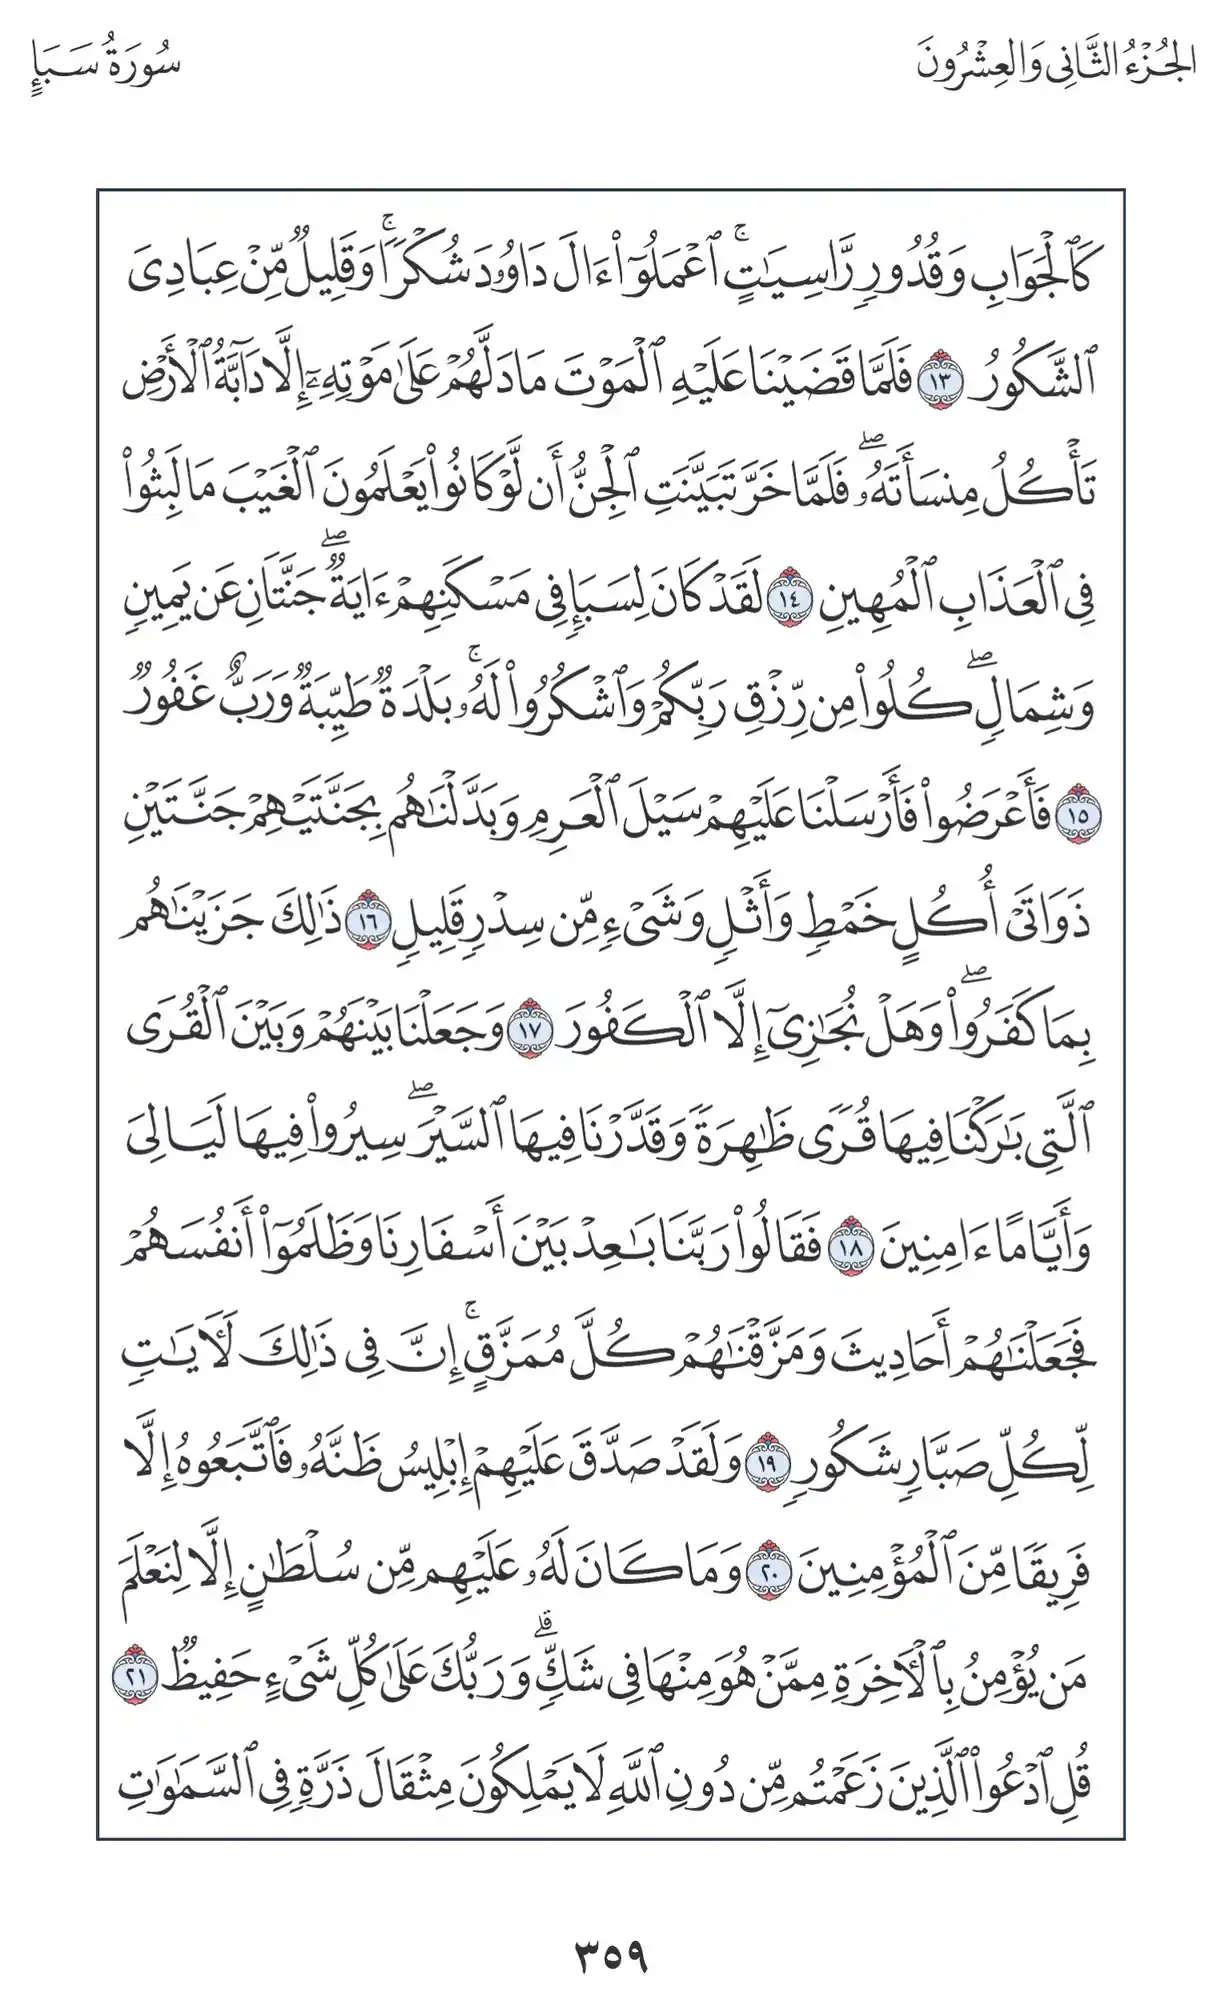 الجُزْءُ الثَّانِي وَالعِشْرُونَ
سُورَةُ سَبَإٍ
كَٱلْجَوَابِ وَقُدُورٖ رَّاسِيَٰتٍۚ ٱعْمَلُوٓاْ ءَالَ دَاوُۥدَ شُكْرٗاۚ وَقَلِيلٞ مِّنْ عِبَادِيَ
ٱلشَّكُورُ ١٣ فَلَمَّا قَضَيْنَا عَلَيْهِ ٱلْمَوْتَ مَا دَلَّهُمْ عَلَىٰ مَوْتِهِۦٓ إِلَّا دَآبَّةُ ٱلْأَرْضِ
تَأْكُلُ مِنسَأَتَهُۥۖ فَلَمَّا خَرَّ تَبَيَّنَتِ ٱلْجِنُّ أَن لَّوْ كَانُواْ يَعْلَمُونَ ٱلْغَيْبَ مَا لَبِثُواْ
فِي ٱلْعَذَابِ ٱلْمُهِينِ ١٤ لَقَدْ كَانَ لِسَبَإٖ فِي مَسْكَنِهِمْ ءَايَةٞۖ جَنَّتَانِ عَن يَمِينٖ
وَشِمَالٖۖ كُلُواْ مِن رِّزْقِ رَبِّكُمْ وَٱشْكُرُواْ لَهُۥۚ بَلْدَةٞ طَيِّبَةٞ وَرَبٌّ غَفُورٞ
١٥ فَأَعْرَضُواْ فَأَرْسَلْنَا عَلَيْهِمْ سَيْلَ ٱلْعَرِمِ وَبَدَّلْنَٰهُم بِجَنَّتَيْهِمْ جَنَّتَيْنِ
ذَوَاتَيْ أُكُلٍ خَمْطٖ وَأَثْلٖ وَشَيْءٖ مِّن سِدْرٖ قَلِيلٖ ١٦ ذَٰلِكَ جَزَيْنَٰهُم
بِمَا كَفَرُواْۖ وَهَلْ نُجَٰزِيٓ إِلَّا ٱلْكَفُورَ ١٧ وَجَعَلْنَا بَيْنَهُمْ وَبَيْنَ ٱلْقُرَى
ٱلَّتِي بَٰرَكْنَا فِيهَا قُرٗى ظَٰهِرَةٗ وَقَدَّرْنَا فِيهَا ٱلسَّيْرَۖ سِيرُواْ فِيهَا لَيَالِيَ
وَأَيَّامًا ءَامِنِينَ ١٨ فَقَالُواْ رَبَّنَا بَٰعِدْ بَيْنَ أَسْفَارِنَا وَظَلَمُوٓاْ أَنفُسَهُمْ
فَجَعَلْنَٰهُمْ أَحَادِيثَ وَمَزَّقْنَٰهُمْ كُلَّ مُمَزَّقٍۚ إِنَّ فِي ذَٰلِكَ لَأٓيَٰتٖ
لِّكُلِّ صَبَّارٖ شَكُورٖ ١٩ وَلَقَدْ صَدَّقَ عَلَيْهِمْ إِبْلِيسُ ظَنَّهُۥ فَٱتَّبَعُوهُ إِلَّا
فَرِيقٗا مِّنَ ٱلْمُؤْمِنِينَ ٢٠ وَمَا كَانَ لَهُۥ عَلَيْهِم مِّن سُلْطَٰنٍ إِلَّا لِنَعْلَمَ
مَن يُؤْمِنُ بِٱلْأٓخِرَةِ مِمَّنْ هُوَ مِنْهَا فِي شَكّٖۗ وَرَبُّكَ عَلَىٰ كُلِّ شَيْءٍ حَفِيظٞ ٢١
قُلِ ٱدْعُواْ ٱلَّذِينَ زَعَمْتُم مِّن دُونِ ٱللَّهِ لَا يَمْلِكُونَ مِثْقَالَ ذَرَّةٖ فِي ٱلسَّمَٰوَٰتِ
٣٥٩